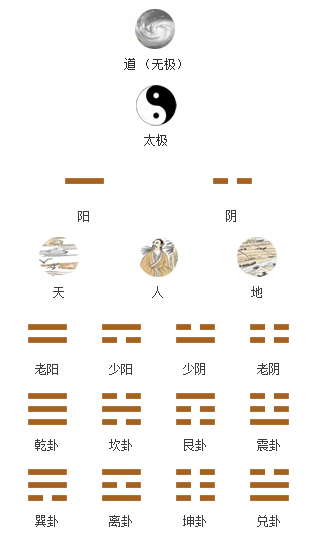 道（无极）
太极
阳 阴
天 人 地
老阳 少阳 少阴 老阴
乾卦 坎卦 艮卦 震卦
巽卦 离卦 坤卦 兑卦